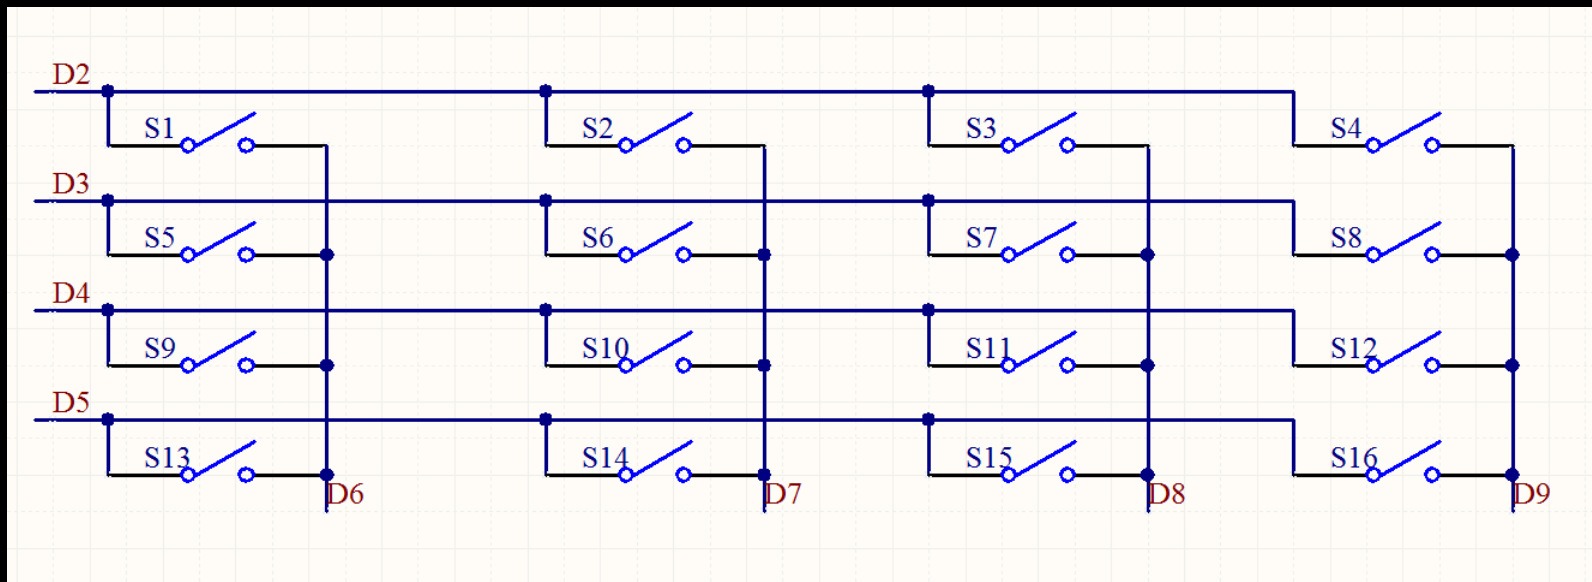 D2
S1 S2 S3 S4
D3
S5 S6 S7 S8
D4
S9 S10 S11 S12
D5
S13 S14 S15 S16
D6 D7 D8 D9